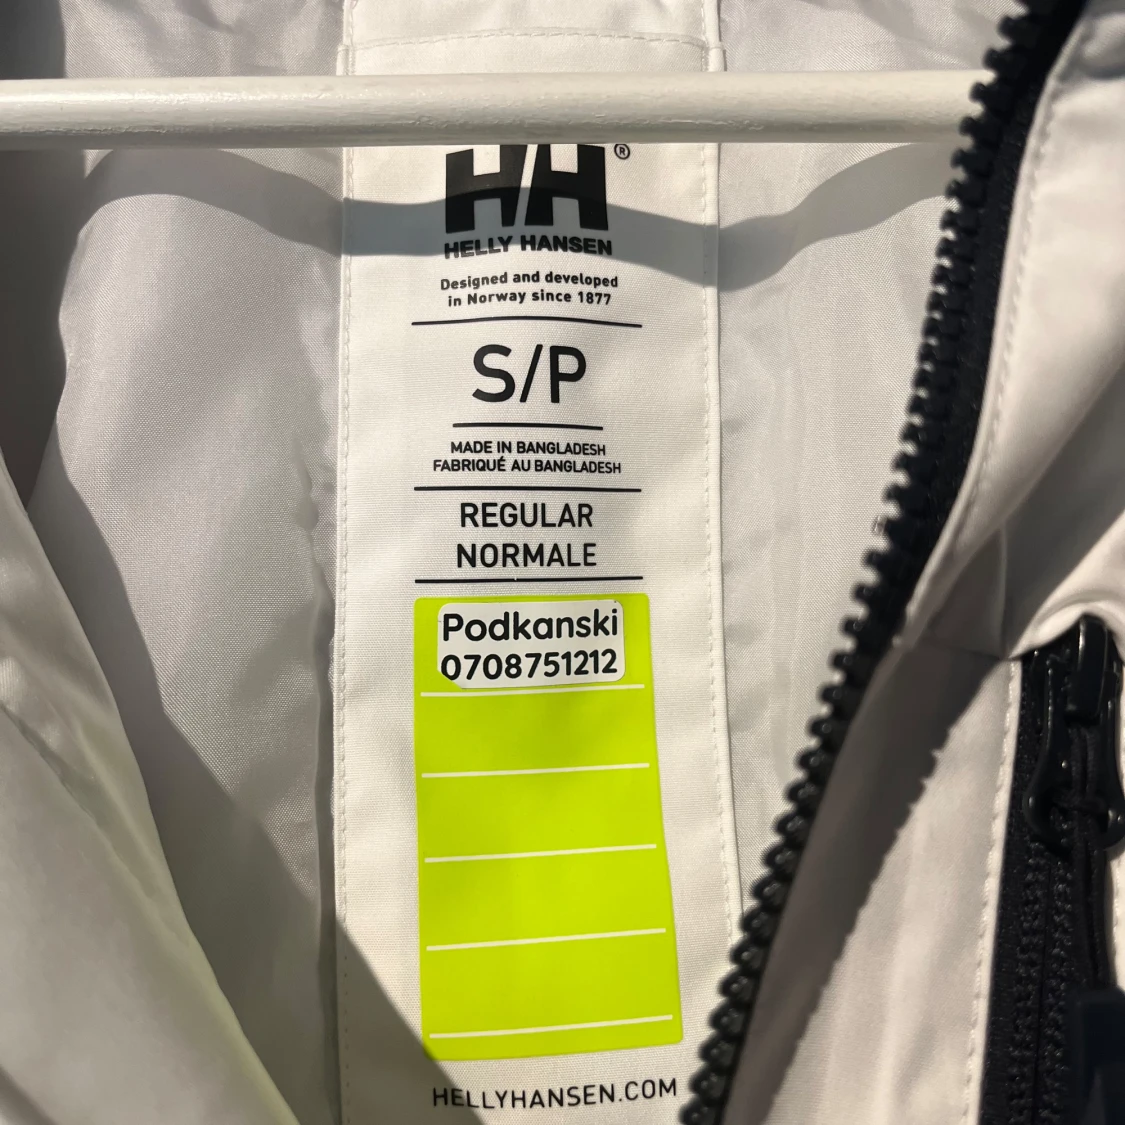 HH®
HELLY HANSEN
Designed and developed
in Norway since 1877
S/P
MADE IN BANGLADESH
FABRIQUÉ AU BANGLADESH
REGULAR
NORMALE
Podkanski
0708751212
HELLYHANSEN.COM